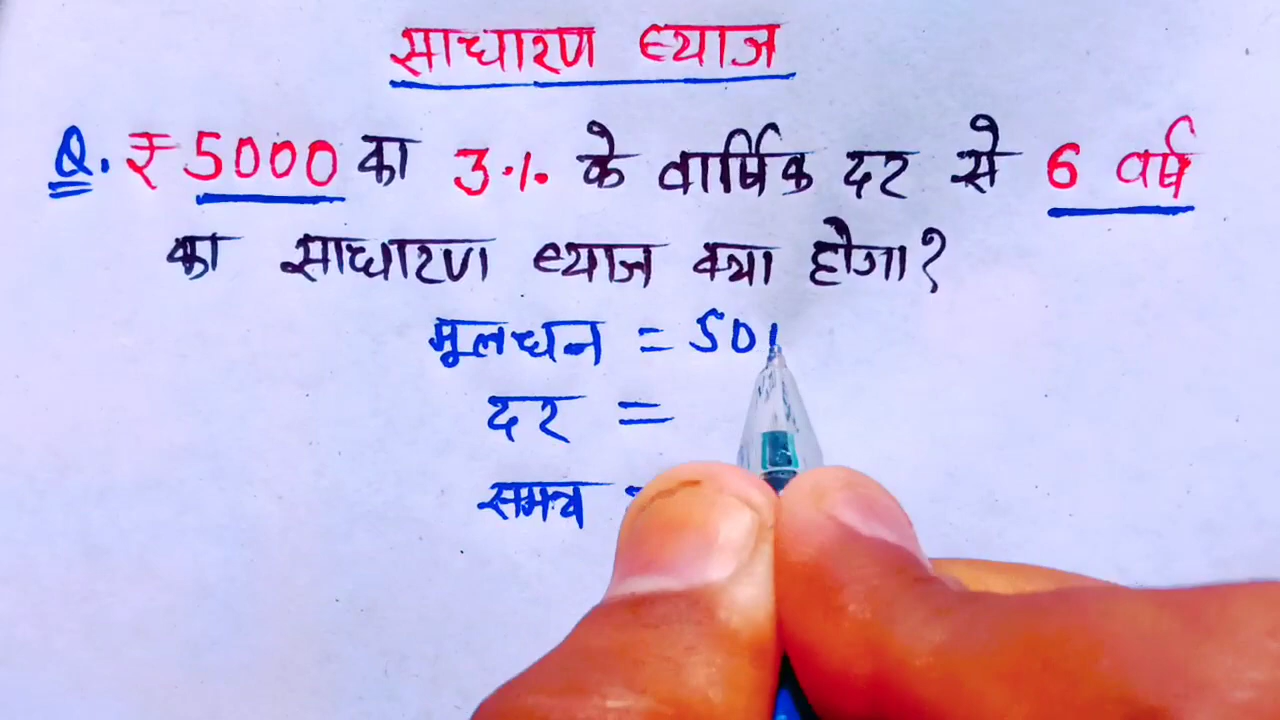 साधारण ब्याज
Q. ₹ 5000 का 3% के वार्षिक दर से 6 वर्ष
का साधारण ब्याज क्या होगा?
मूलधन = 50
दर =
समय